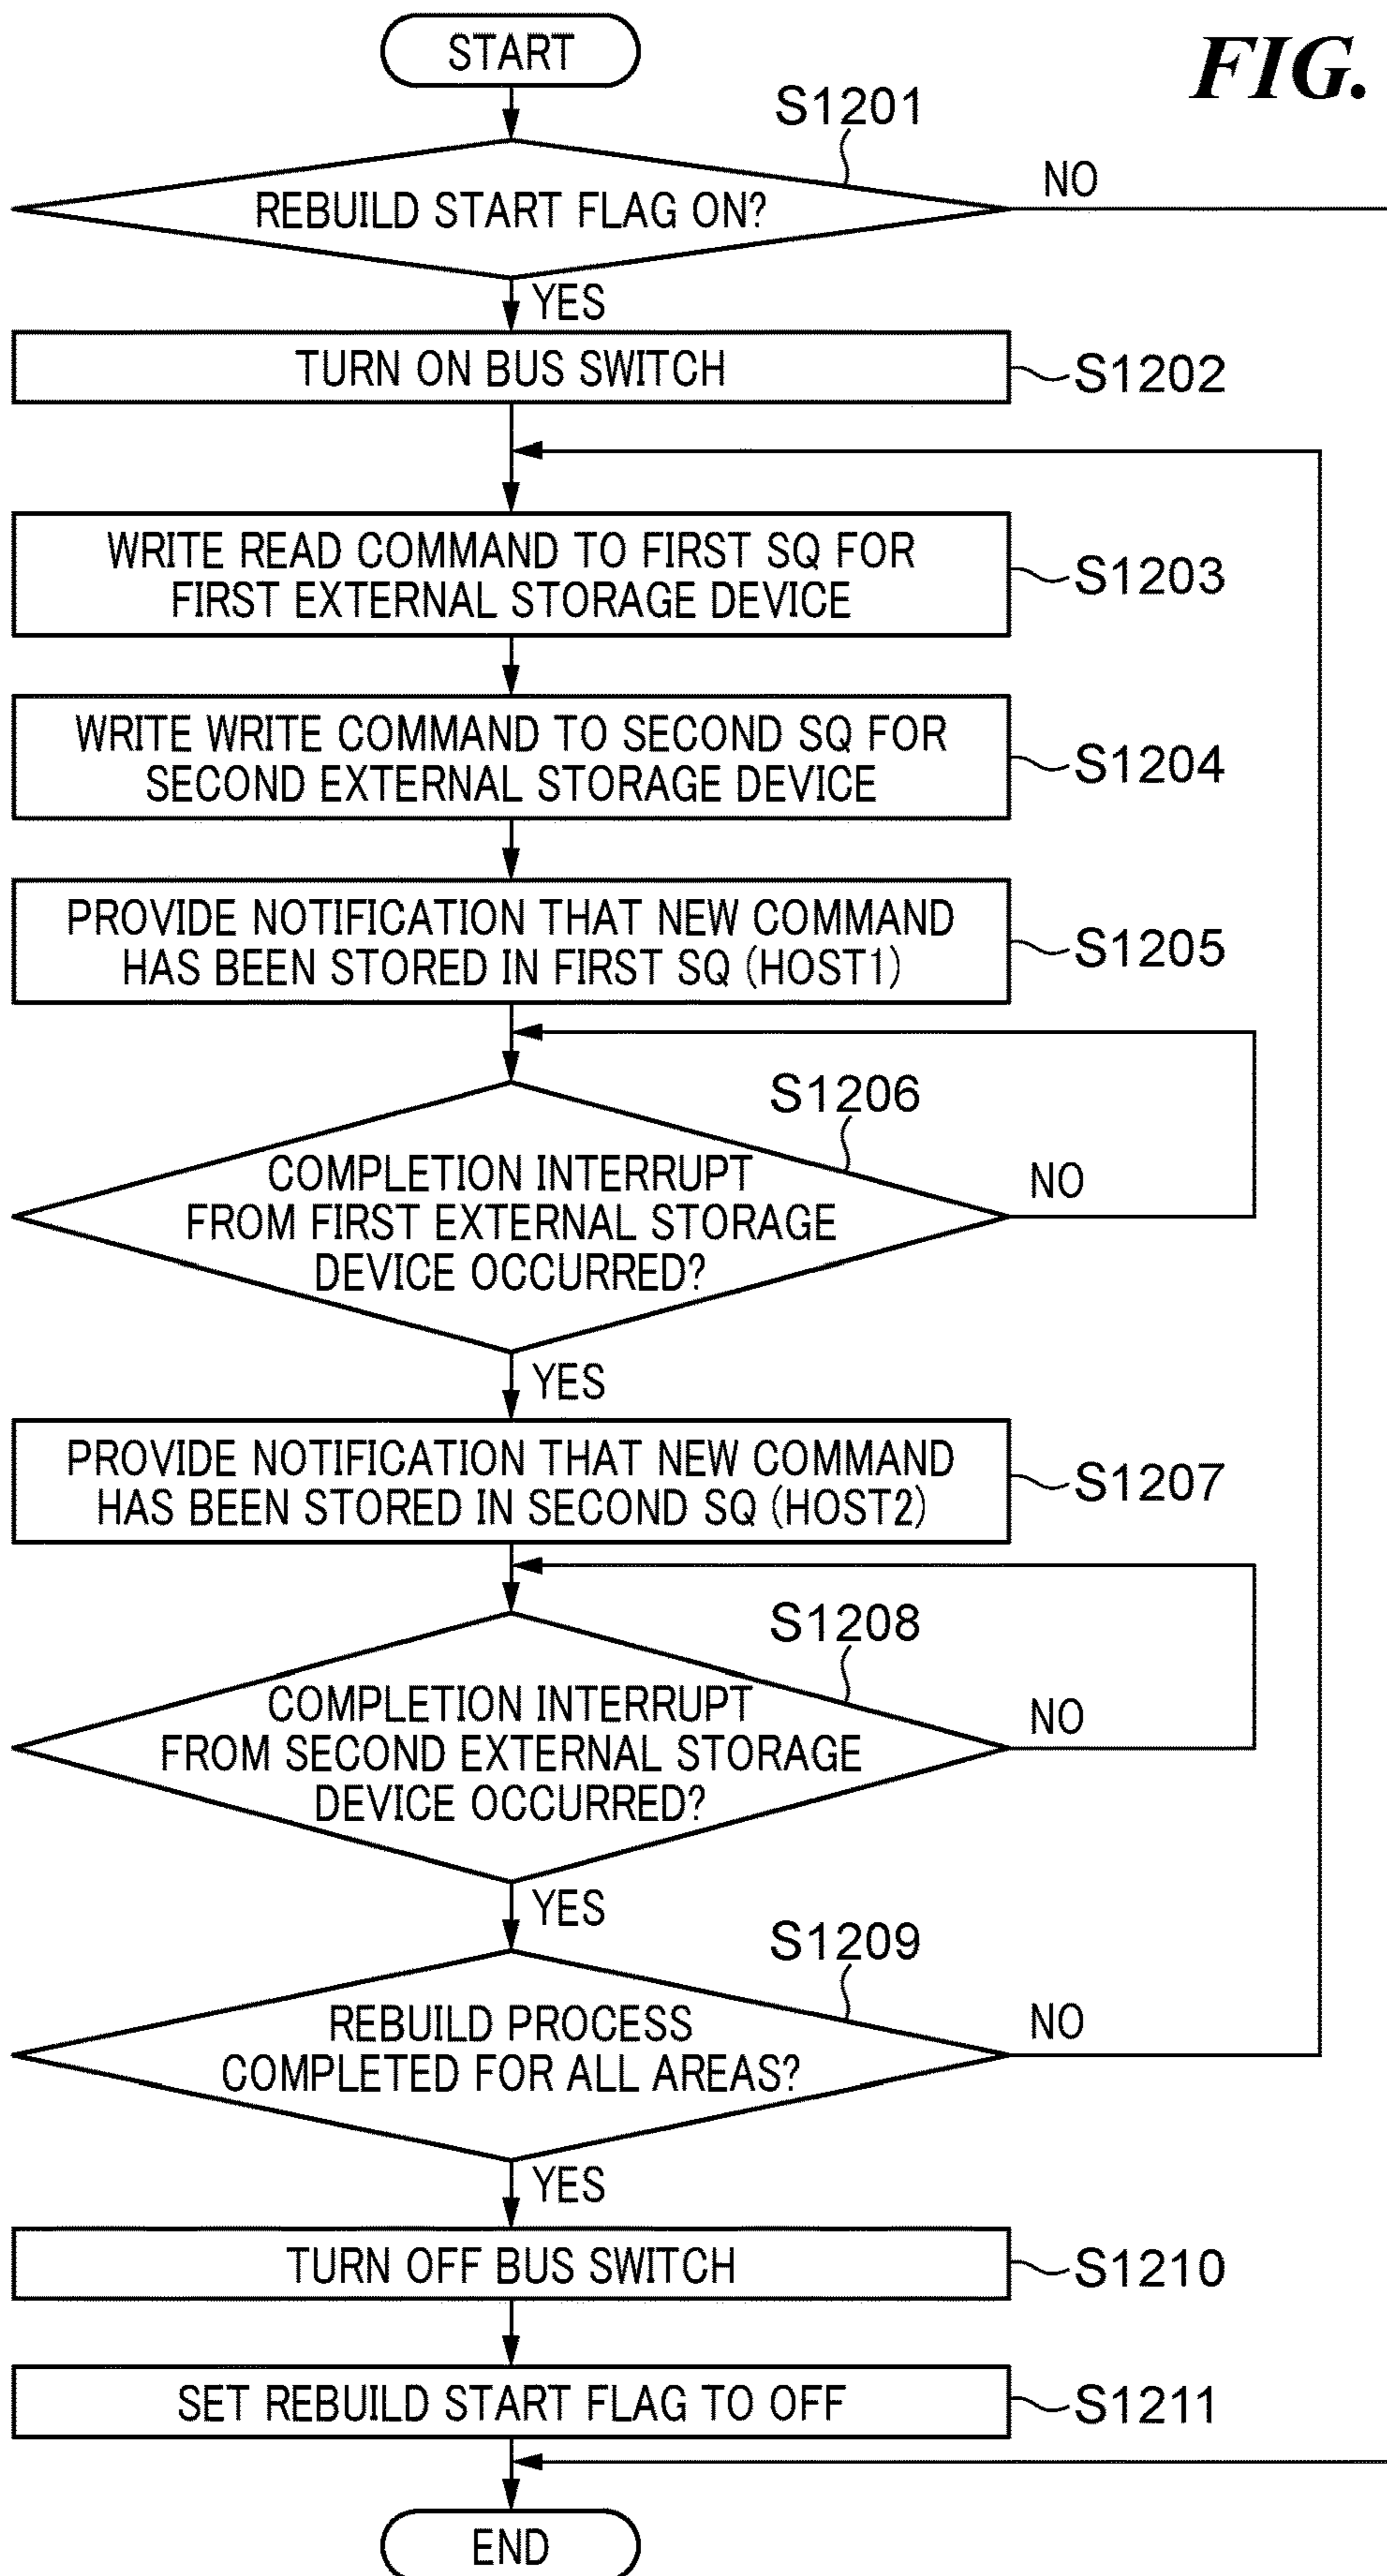 FIG.
START
S1201
REBUILD START FLAG ON?
NO
YES
TURN ON BUS SWITCH
S1202
WRITE READ COMMAND TO FIRST SQ FOR
FIRST EXTERNAL STORAGE DEVICE
S1203
WRITE WRITE COMMAND TO SECOND SQ FOR
SECOND EXTERNAL STORAGE DEVICE
S1204
PROVIDE NOTIFICATION THAT NEW COMMAND
HAS BEEN STORED IN FIRST SQ (HOST1)
S1205
S1206
COMPLETION INTERRUPT
FROM FIRST EXTERNAL STORAGE
DEVICE OCCURRED?
NO
YES
PROVIDE NOTIFICATION THAT NEW COMMAND
HAS BEEN STORED IN SECOND SQ (HOST2)
S1207
S1208
COMPLETION INTERRUPT
FROM SECOND EXTERNAL STORAGE
DEVICE OCCURRED?
NO
YES
S1209
REBUILD PROCESS
COMPLETED FOR ALL AREAS?
NO
YES
TURN OFF BUS SWITCH
S1210
SET REBUILD START FLAG TO OFF
S1211
END